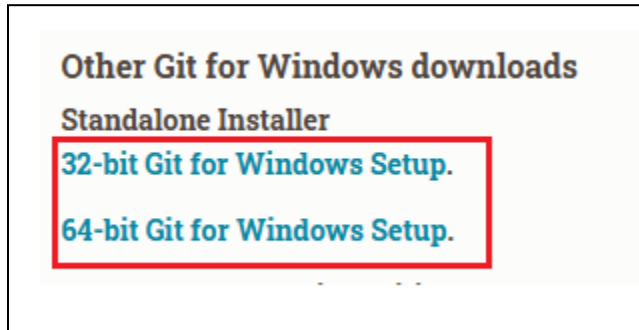 Other Git for Windows downloads
Standalone Installer
32-bit Git for Windows Setup.
64-bit Git for Windows Setup.